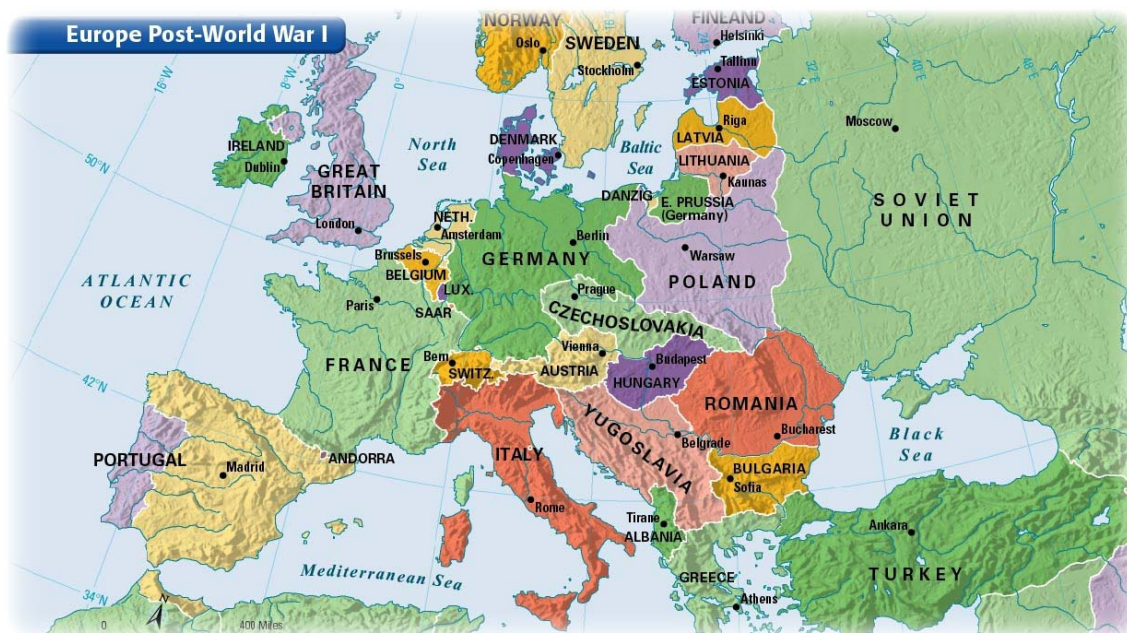 Europe Post-World War I
NORWAY
Oslo
SWEDEN
Stockholm
FINLAND
Helsinki
Tallinn
ESTONIA
Riga
LATVIA
LITHUANIA
Kaunas
Moscow
SOVIET
UNION
16°W
8°W
0°
16°E
24°E
32°E
40°E
48°E
50°N
42°N
34°N
North
Sea
DENMARK
Copenhagen
Baltic
Sea
IRELAND
Dublin
GREAT
BRITAIN
London
NETH.
Amsterdam
DANZIG
E. PRUSSIA
(Germany)
Berlin
GERMANY
Warsaw
POLAND
Brussels
BELGIUM
LUX.
SAAR
Paris
ATLANTIC
OCEAN
FRANCE
Prague
CZECHOSLOVAKIA
Bern
SWITZ.
Vienna
AUSTRIA
Budapest
HUNGARY
ROMANIA
Bucharest
YUGOSLAVIA
Belgrade
Black
Sea
PORTUGAL
Madrid
ANDORRA
ITALY
Rome
BULGARIA
Sofia
Tirane
ALBANIA
Ankara
TURKEY
GREECE
Athens
Mediterranean Sea
N
0
400 Miles